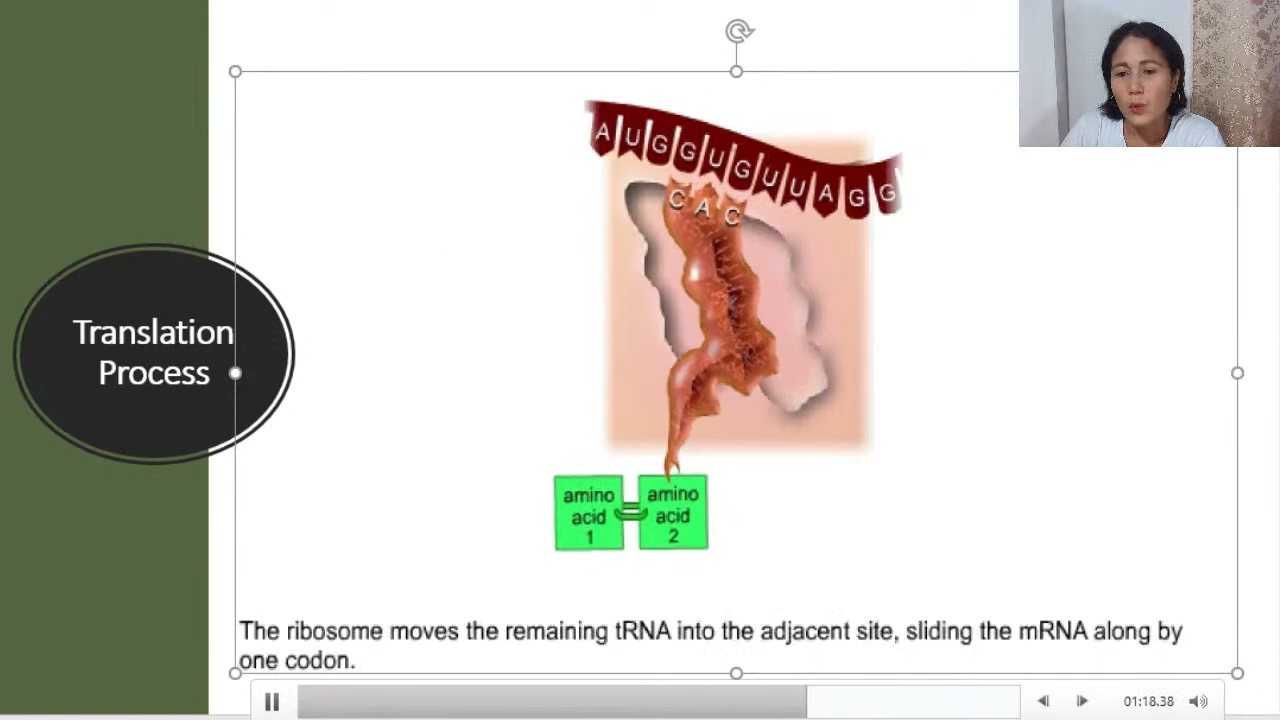 AUGGUGUUAGG
CAC
Translation
Process
amino
acid
1
amino
acid
2
The ribosome moves the remaining tRNA into the adjacent site, sliding the mRNA along by
one codon.
01:18.38